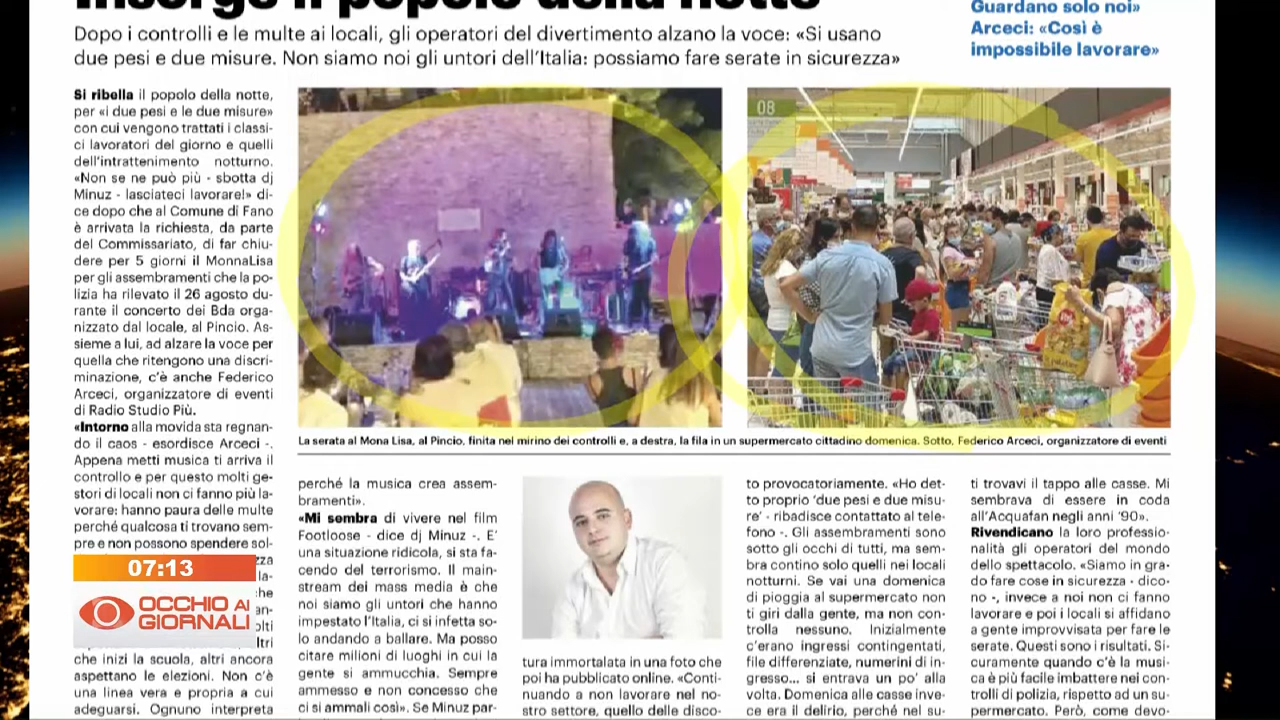 Insorge il popolo della notte
Dopo i controlli e le multe ai locali, gli operatori del divertimento alzano la voce: «Si usano
due pesi e due misure. Non siamo noi gli untori dell'Italia: possiamo fare serate in sicurezza»
Guardano solo noi»
Arceci: «Così è
impossibile lavorare»
Si ribella il popolo della notte,
per «i due pesi e le due misure»
con cui vengono trattati i classi-
ci lavoratori del giorno e quelli
dell'intrattenimento notturno.
«Non se ne può più - sbotta dj
Minuz - lasciateci lavorare!» di-
ce dopo che al Comune di Fano
è arrivata la richiesta, da parte
del Commissariato, di far chiu-
dere per 5 giorni il MonnaLisa
per gli assembramenti che la po-
lizia ha rilevato il 26 agosto du-
rante il concerto dei Bda orga-
nizzato dal locale, al Pincio. As-
sieme a lui, ad alzare la voce per
quella che ritengono una discri-
minazione, c'è anche Federico
Arceci, organizzatore di eventi
di Radio Studio Più.
«Intorno alla movida sta regnan-
do il caos - esordisce Arceci -.
Appena metti musica ti arriva il
controllo e per questo molti ge-
stori di locali non ci fanno più la-
vorare: hanno paura delle multe
perché qualcosa ti trovano sem-
pre e non possono spendere sol-
zza
la-
che
an-
olti
ltri
che inizi la scuola, altri ancora
aspettano le elezioni. Non c'è
una linea vera e propria a cui
adeguarsi. Ognuno interpreta
07:13
OCCHIO AI
GIORNALI
08
La serata al Mona Lisa, al Pincio, finita nel mirino dei controlli e, a destra, la fila in un supermercato cittadino domenica. Sotto, Federico Arceci, organizzatore di eventi
perché la musica crea assem-
bramenti».
«Mi sembra di vivere nel film
Footloose - dice dj Minuz -. E'
una situazione ridicola, si sta fa-
cendo del terrorismo. Il main-
stream dei mass media è che
noi siamo gli untori che hanno
impestato l'Italia, ci si infetta so-
lo andando a ballare. Ma posso
citare milioni di luoghi in cui la
gente si ammucchia. Sempre
ammesso e non concesso che
ci si ammali così». Se Minuz par-
tura immortalata in una foto che
poi ha pubblicato online. «Conti-
nuando a non lavorare nel no-
stro settore, quello delle disco-
to provocatoriamente. «Ho det-
to proprio 'due pesi e due misu-
re' - ribadisce contattato al tele-
fono -. Gli assembramenti sono
sotto gli occhi di tutti, ma sem-
bra contino solo quelli nei locali
notturni. Se vai una domenica
di pioggia al supermercato non
ti giri dalla gente, ma non con-
trolla nessuno. Inizialmente
c'erano ingressi contingentati,
file differenziate, numerini di in-
gresso... si entrava un po' alla
volta. Domenica alle casse inve-
ce era il delirio, perché nel su-
ti trovavi il tappo alle casse. Mi
sembrava di essere in coda
all'Acquafan negli anni '90».
Rivendicano la loro professio-
nalità gli operatori del mondo
dello spettacolo. «Siamo in gra-
do fare cose in sicurezza - dico-
no -, invece a noi non ci fanno
lavorare e poi i locali si affidano
a gente improvvisata per fare le
serate. Questi sono i risultati. Si-
curamente quando c'è la musi-
ca è più facile imbattere nei con-
trolli di polizia, rispetto ad un su-
permercato. Però, come devo-